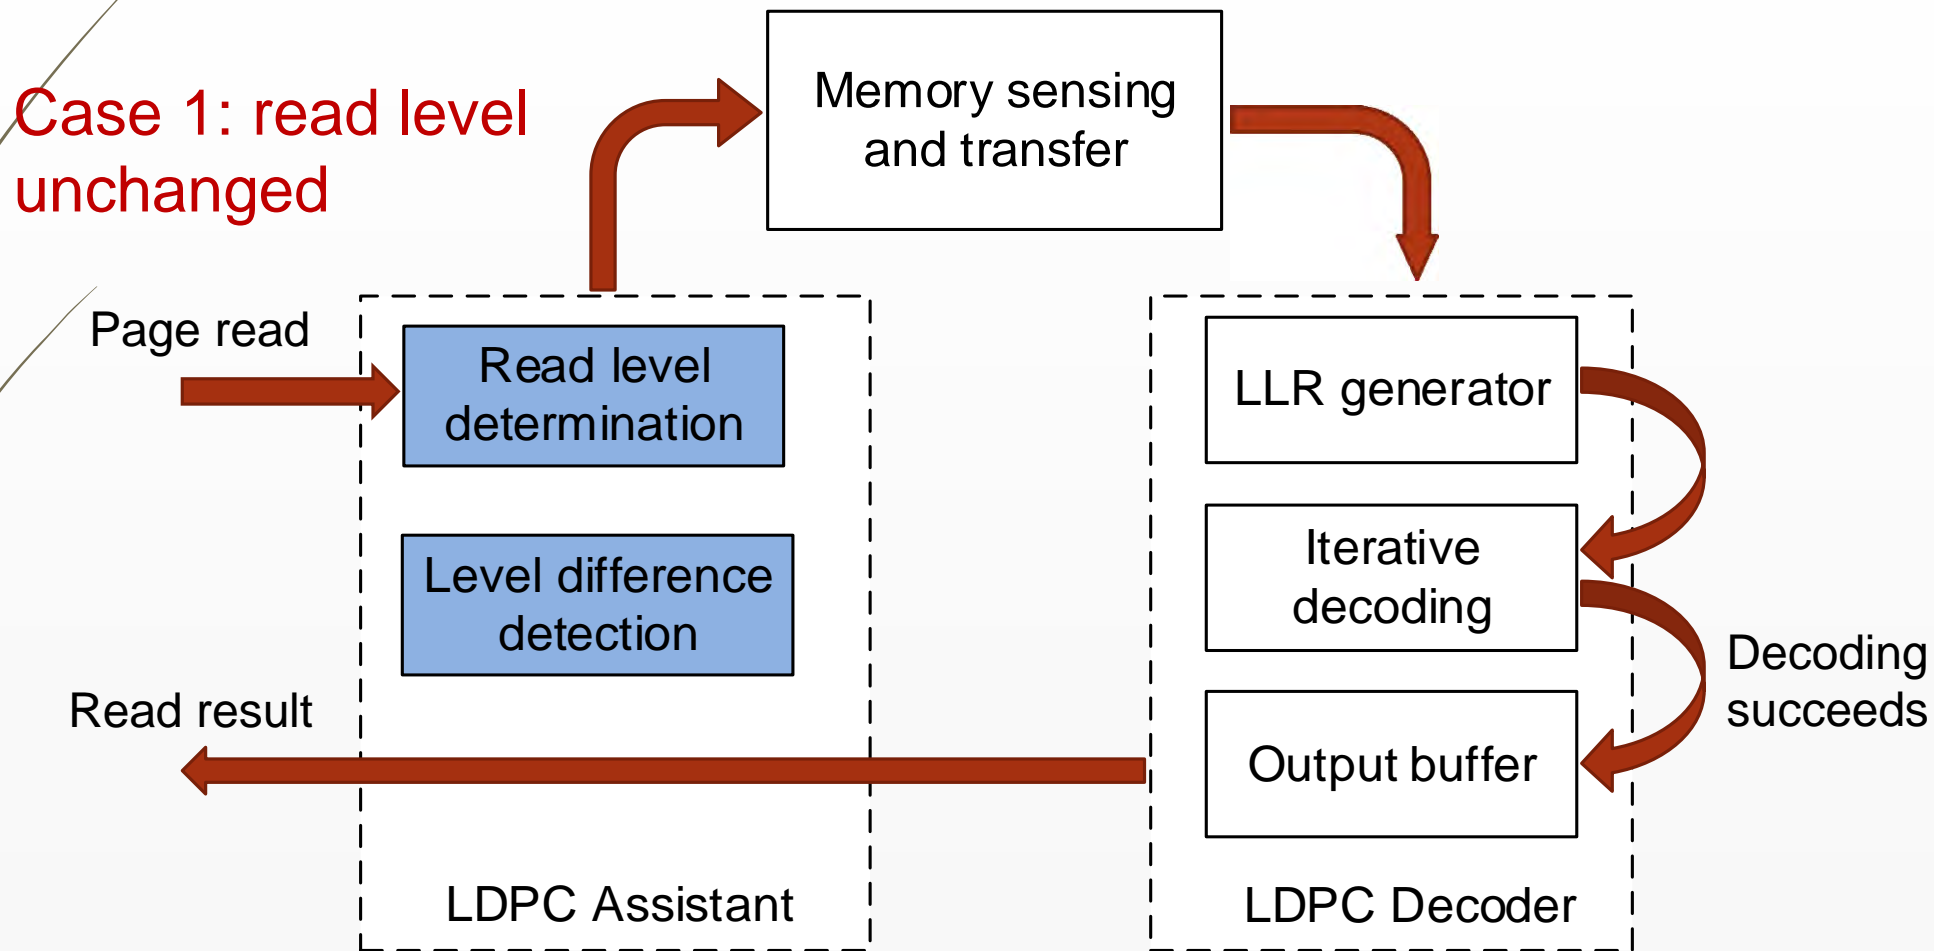 Case 1: read level
unchanged
Memory sensing
and transfer
Page read
Read level
determination
Level difference
detection
Read result
LDPC Assistant
LLR generator
Iterative
decoding
Decoding
succeeds
Output buffer
LDPC Decoder